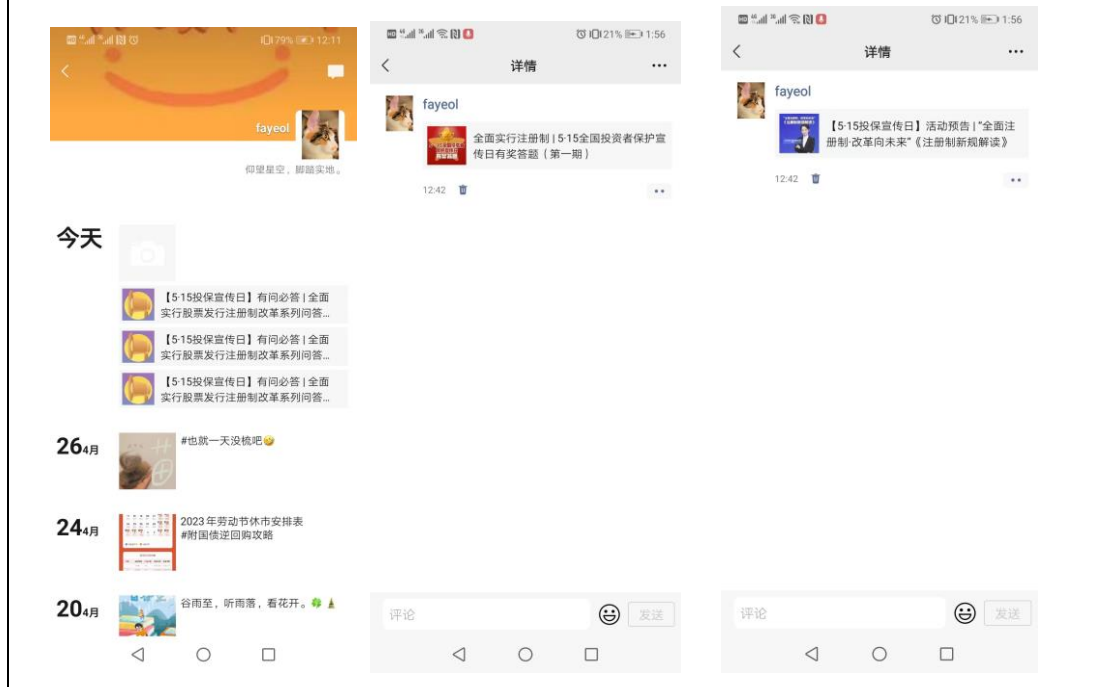 79% 12:11
fayeol
仰望星空，脚踏实地。
今天
【5·15投保宣传日】有问必答 | 全面
实行股票发行注册制改革系列问答...
【5·15投保宣传日】有问必答 | 全面
实行股票发行注册制改革系列问答...
【5·15投保宣传日】有问必答 | 全面
实行股票发行注册制改革系列问答...
26 4月
#也就一天没梳吧🤣
24 4月
2023年劳动节休市安排表
#附国债逆回购攻略
20 4月
谷雨至，听雨落，看花开。🍀
21% 1:56
详情
fayeol
全面实行注册制 | 5·15全国投资者保护宣
传日有奖答题（第一期）
12:42
评论
发送
21% 1:56
详情
fayeol
【5·15投保宣传日】活动预告 | "全面注
册制·改革向未来"《注册制新规解读》
12:42
评论
发送